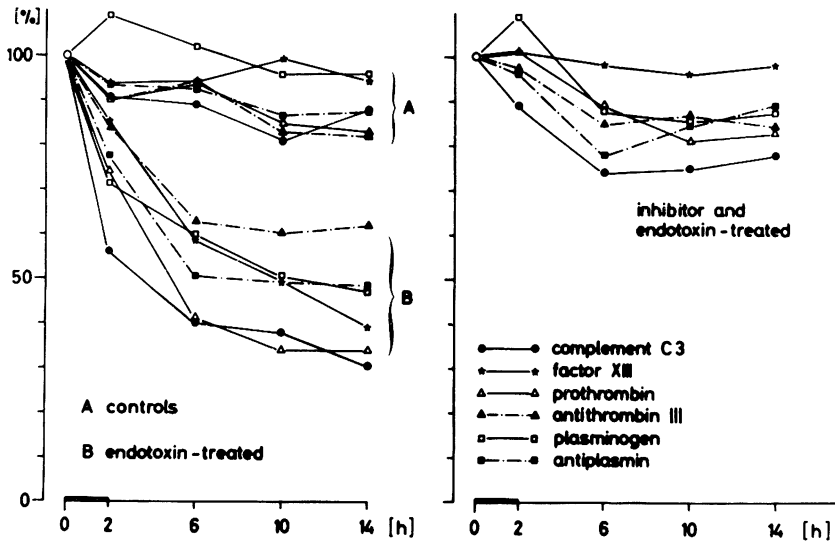 [%]
100
50
0
A
B
A controls
B endotoxin-treated
0 2 6 10 14 [h]
inhibitor and
endotoxin-treated
complement C3
factor XIII
prothrombin
antithrombin III
plasminogen
antiplasmin
0 2 6 10 14 [h]